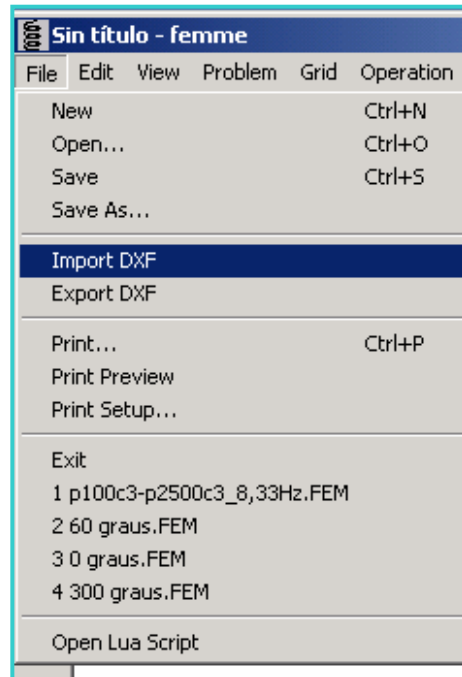 Sin título - femme
File Edit View Problem Grid Operation
New Ctrl+N
Open... Ctrl+O
Save Ctrl+S
Save As...
Import DXF
Export DXF
Print... Ctrl+P
Print Preview
Print Setup...
Exit
1 p100c3-p2500c3_8,33Hz.FEM
2 60 graus.FEM
3 0 graus.FEM
4 300 graus.FEM
Open Lua Script